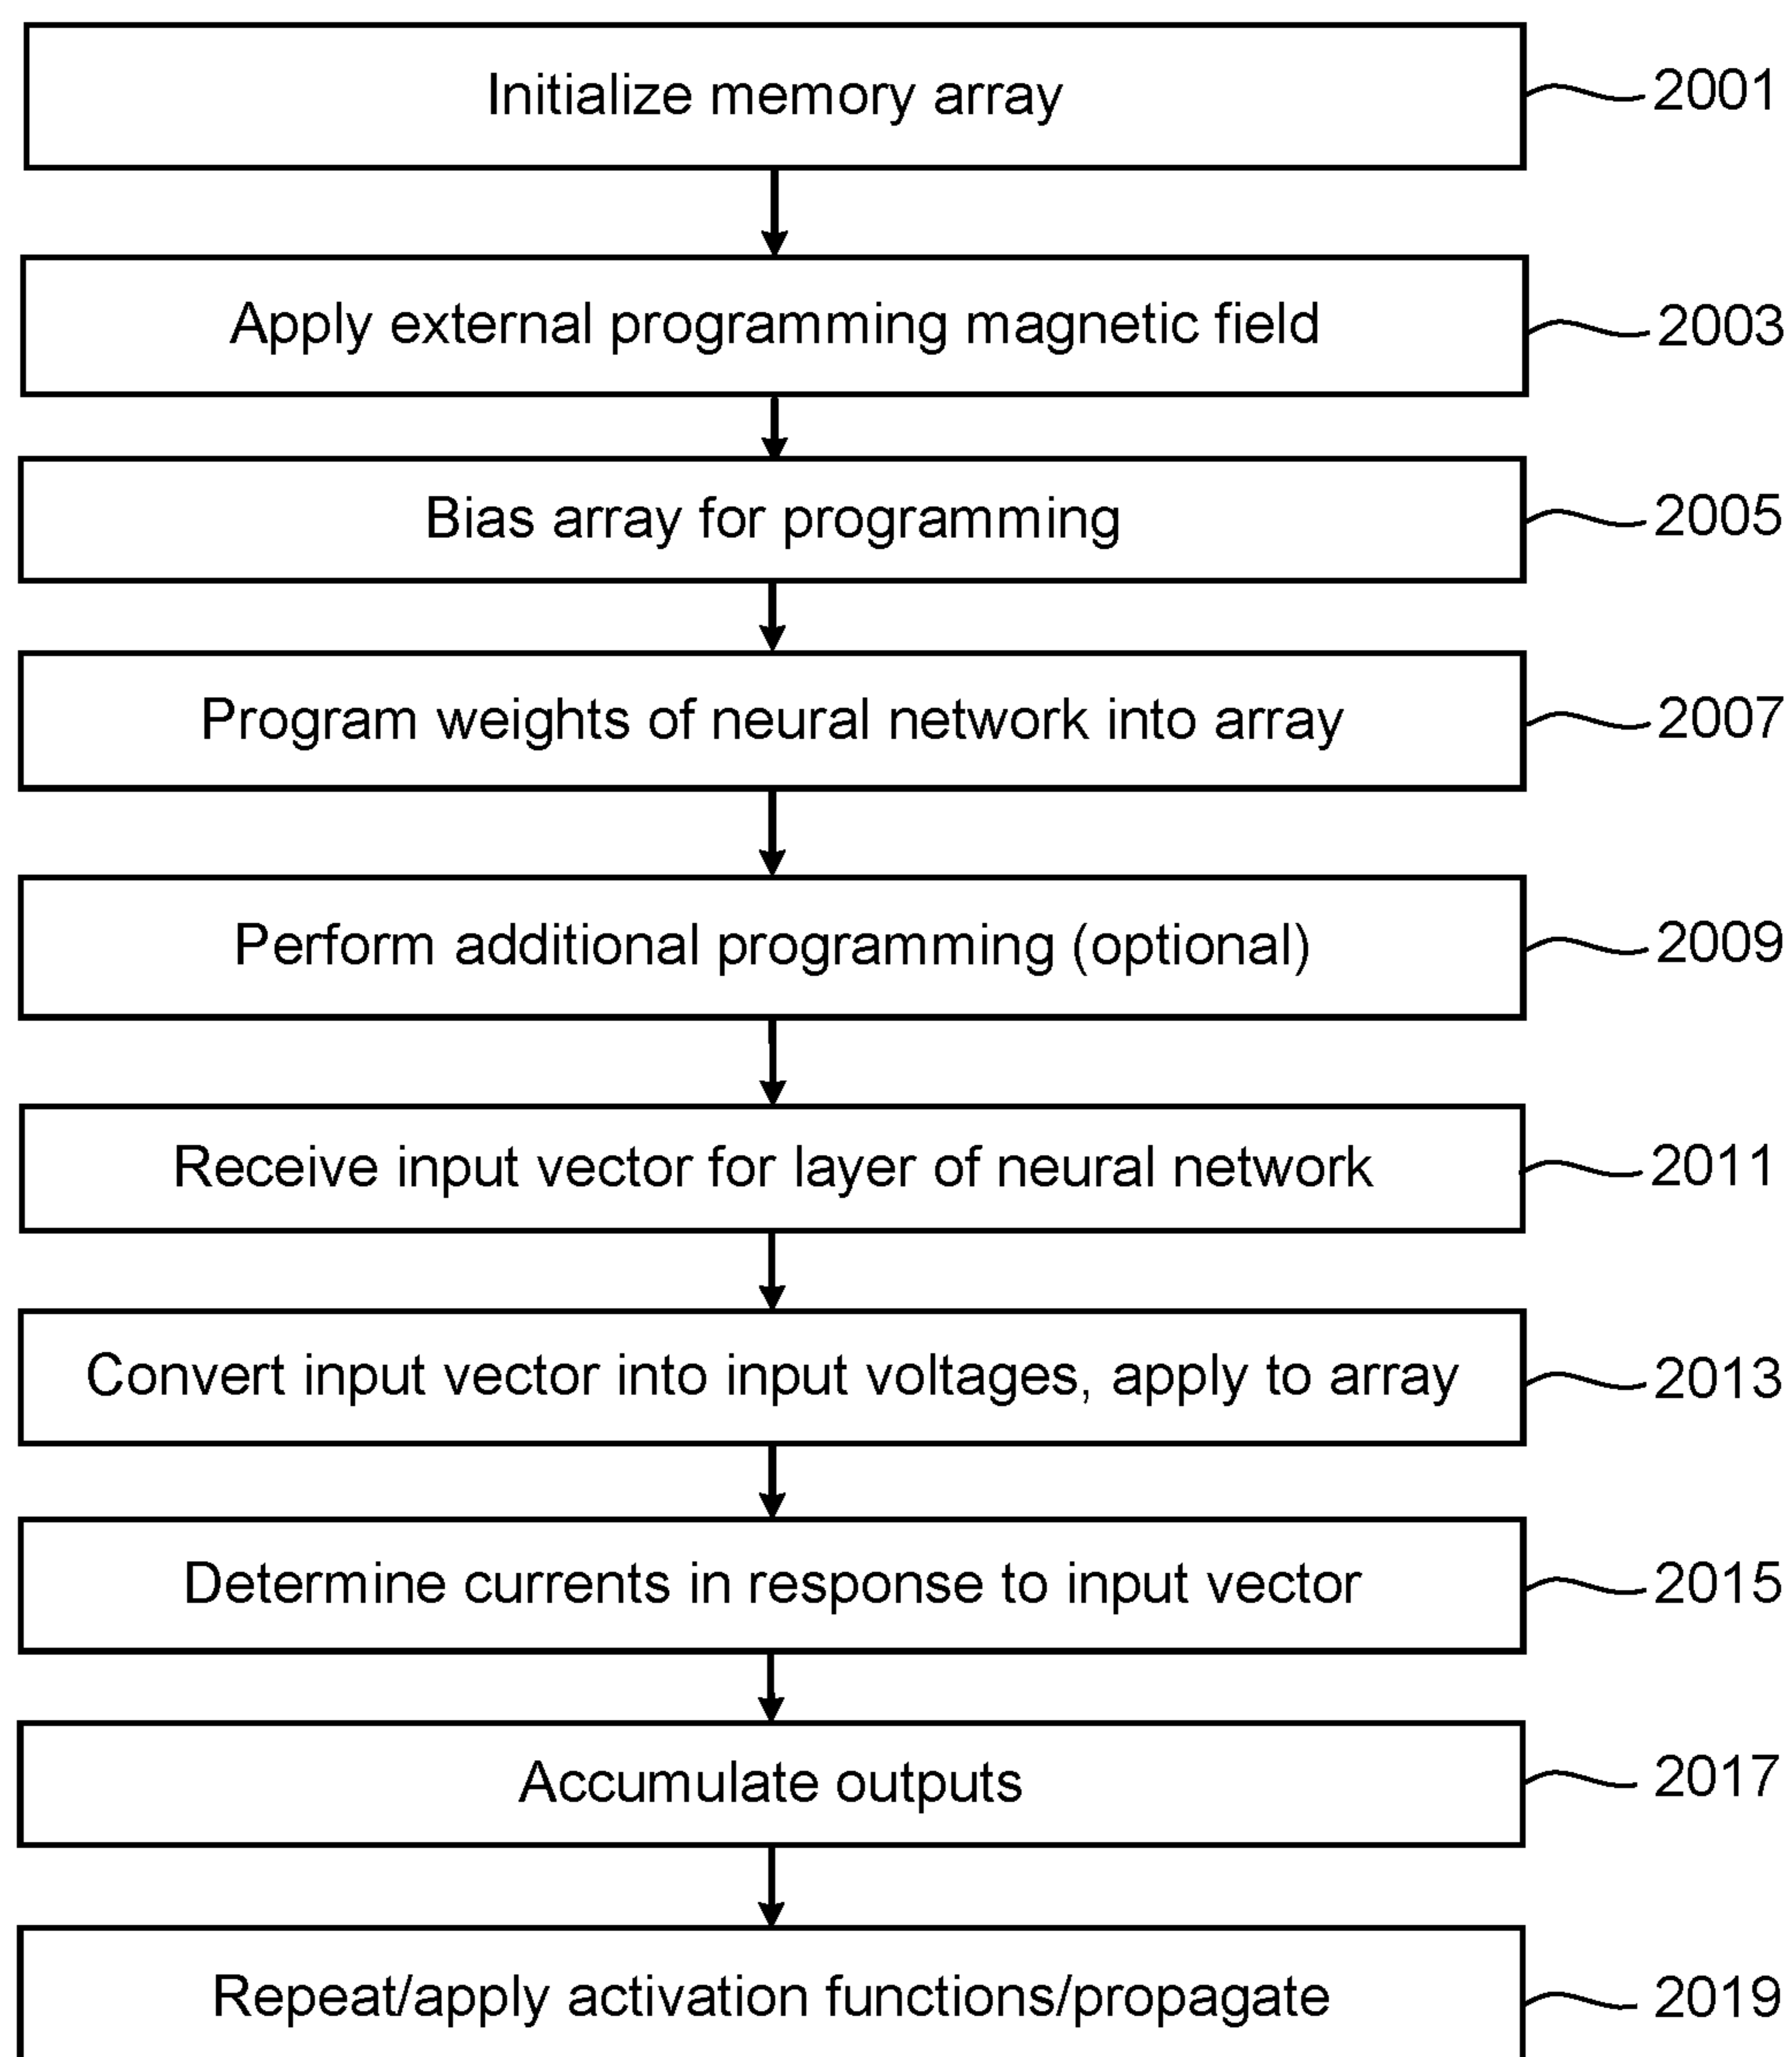 Initialize memory array 2001
Apply external programming magnetic field 2003
Bias array for programming 2005
Program weights of neural network into array 2007
Perform additional programming (optional) 2009
Receive input vector for layer of neural network 2011
Convert input vector into input voltages, apply to array 2013
Determine currents in response to input vector 2015
Accumulate outputs 2017
Repeat/apply activation functions/propagate 2019